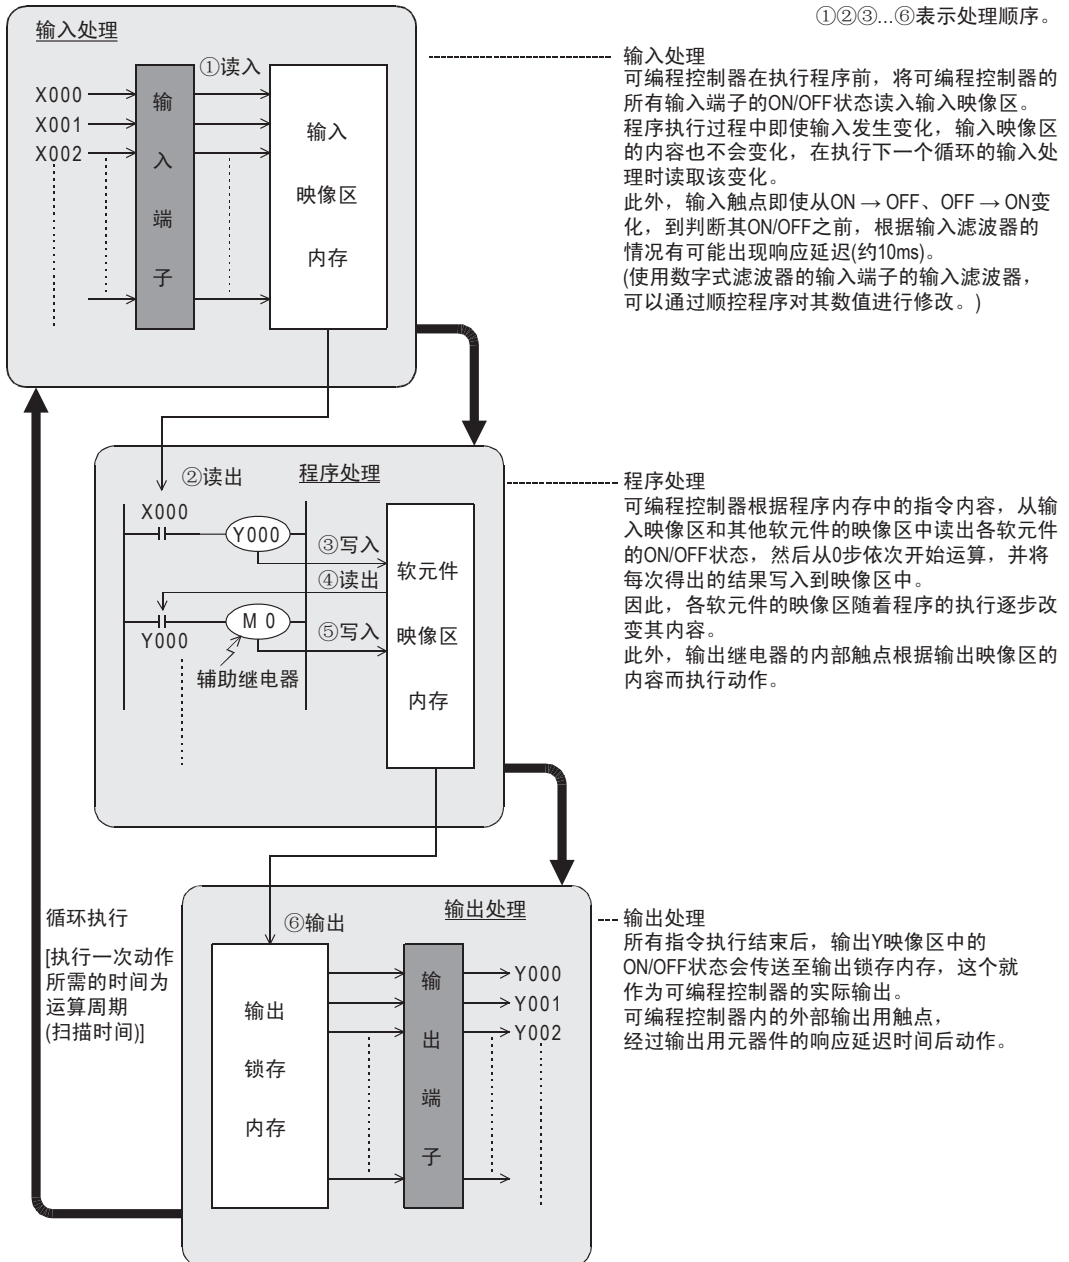 ①②③...⑥表示处理顺序。
输入处理
①读入
X000
X001
X002
输
入
端
子
输入
映像区
内存
输入处理
可编程控制器在执行程序前，将可编程控制器的
所有输入端子的ON/OFF状态读入输入映像区。
程序执行过程中即使输入发生变化，输入映像区
的内容也不会变化，在执行下一个循环的输入处
理时读取该变化。
此外，输入触点即使从ON → OFF、OFF → ON变
化，到判断其ON/OFF之前，根据输入滤波器的
情况有可能出现响应延迟(约10ms)。
(使用数字式滤波器的输入端子的输入滤波器，
可以通过顺控程序对其数值进行修改。)
②读出
程序处理
X000
Y000
③写入
④读出
M 0
Y000
⑤写入
辅助继电器
软元件
映像区
内存
程序处理
可编程控制器根据程序内存中的指令内容，从输
入映像区和其他软元件的映像区中读出各软元件
的ON/OFF状态，然后从0步依次开始运算，并将
每次得出的结果写入到映像区中。
因此，各软元件的映像区随着程序的执行逐步改
变其内容。
此外，输出继电器的内部触点根据输出映像区的
内容而执行动作。
循环执行
[执行一次动作
所需的时间为
运算周期
(扫描时间)]
⑥输出
输出处理
输出
锁存
内存
输
出
端
子
Y000
Y001
Y002
输出处理
所有指令执行结束后，输出Y映像区中的
ON/OFF状态会传送至输出锁存内存，这个就
作为可编程控制器的实际输出。
可编程控制器内的外部输出用触点，
经过输出用元器件的响应延迟时间后动作。